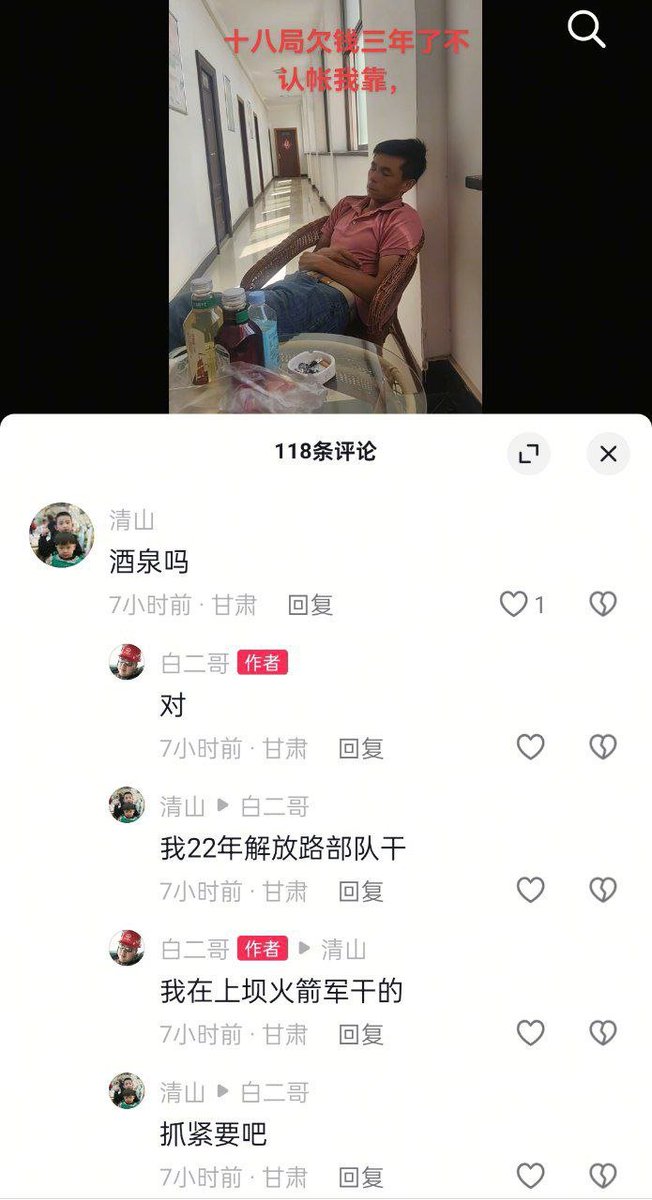 十八局欠钱三年了不
认帐我靠,
118条评论
清山
酒泉吗
7小时前 · 甘肃 回复 1
白二哥 作者
对
7小时前 · 甘肃 回复
清山 ▶ 白二哥
我22年解放路部队干
7小时前 · 甘肃 回复
白二哥 作者 ▶ 清山
我在上坝火箭军干的
7小时前 · 甘肃 回复
清山 ▶ 白二哥
抓紧要吧
7小时前 · 甘肃 回复